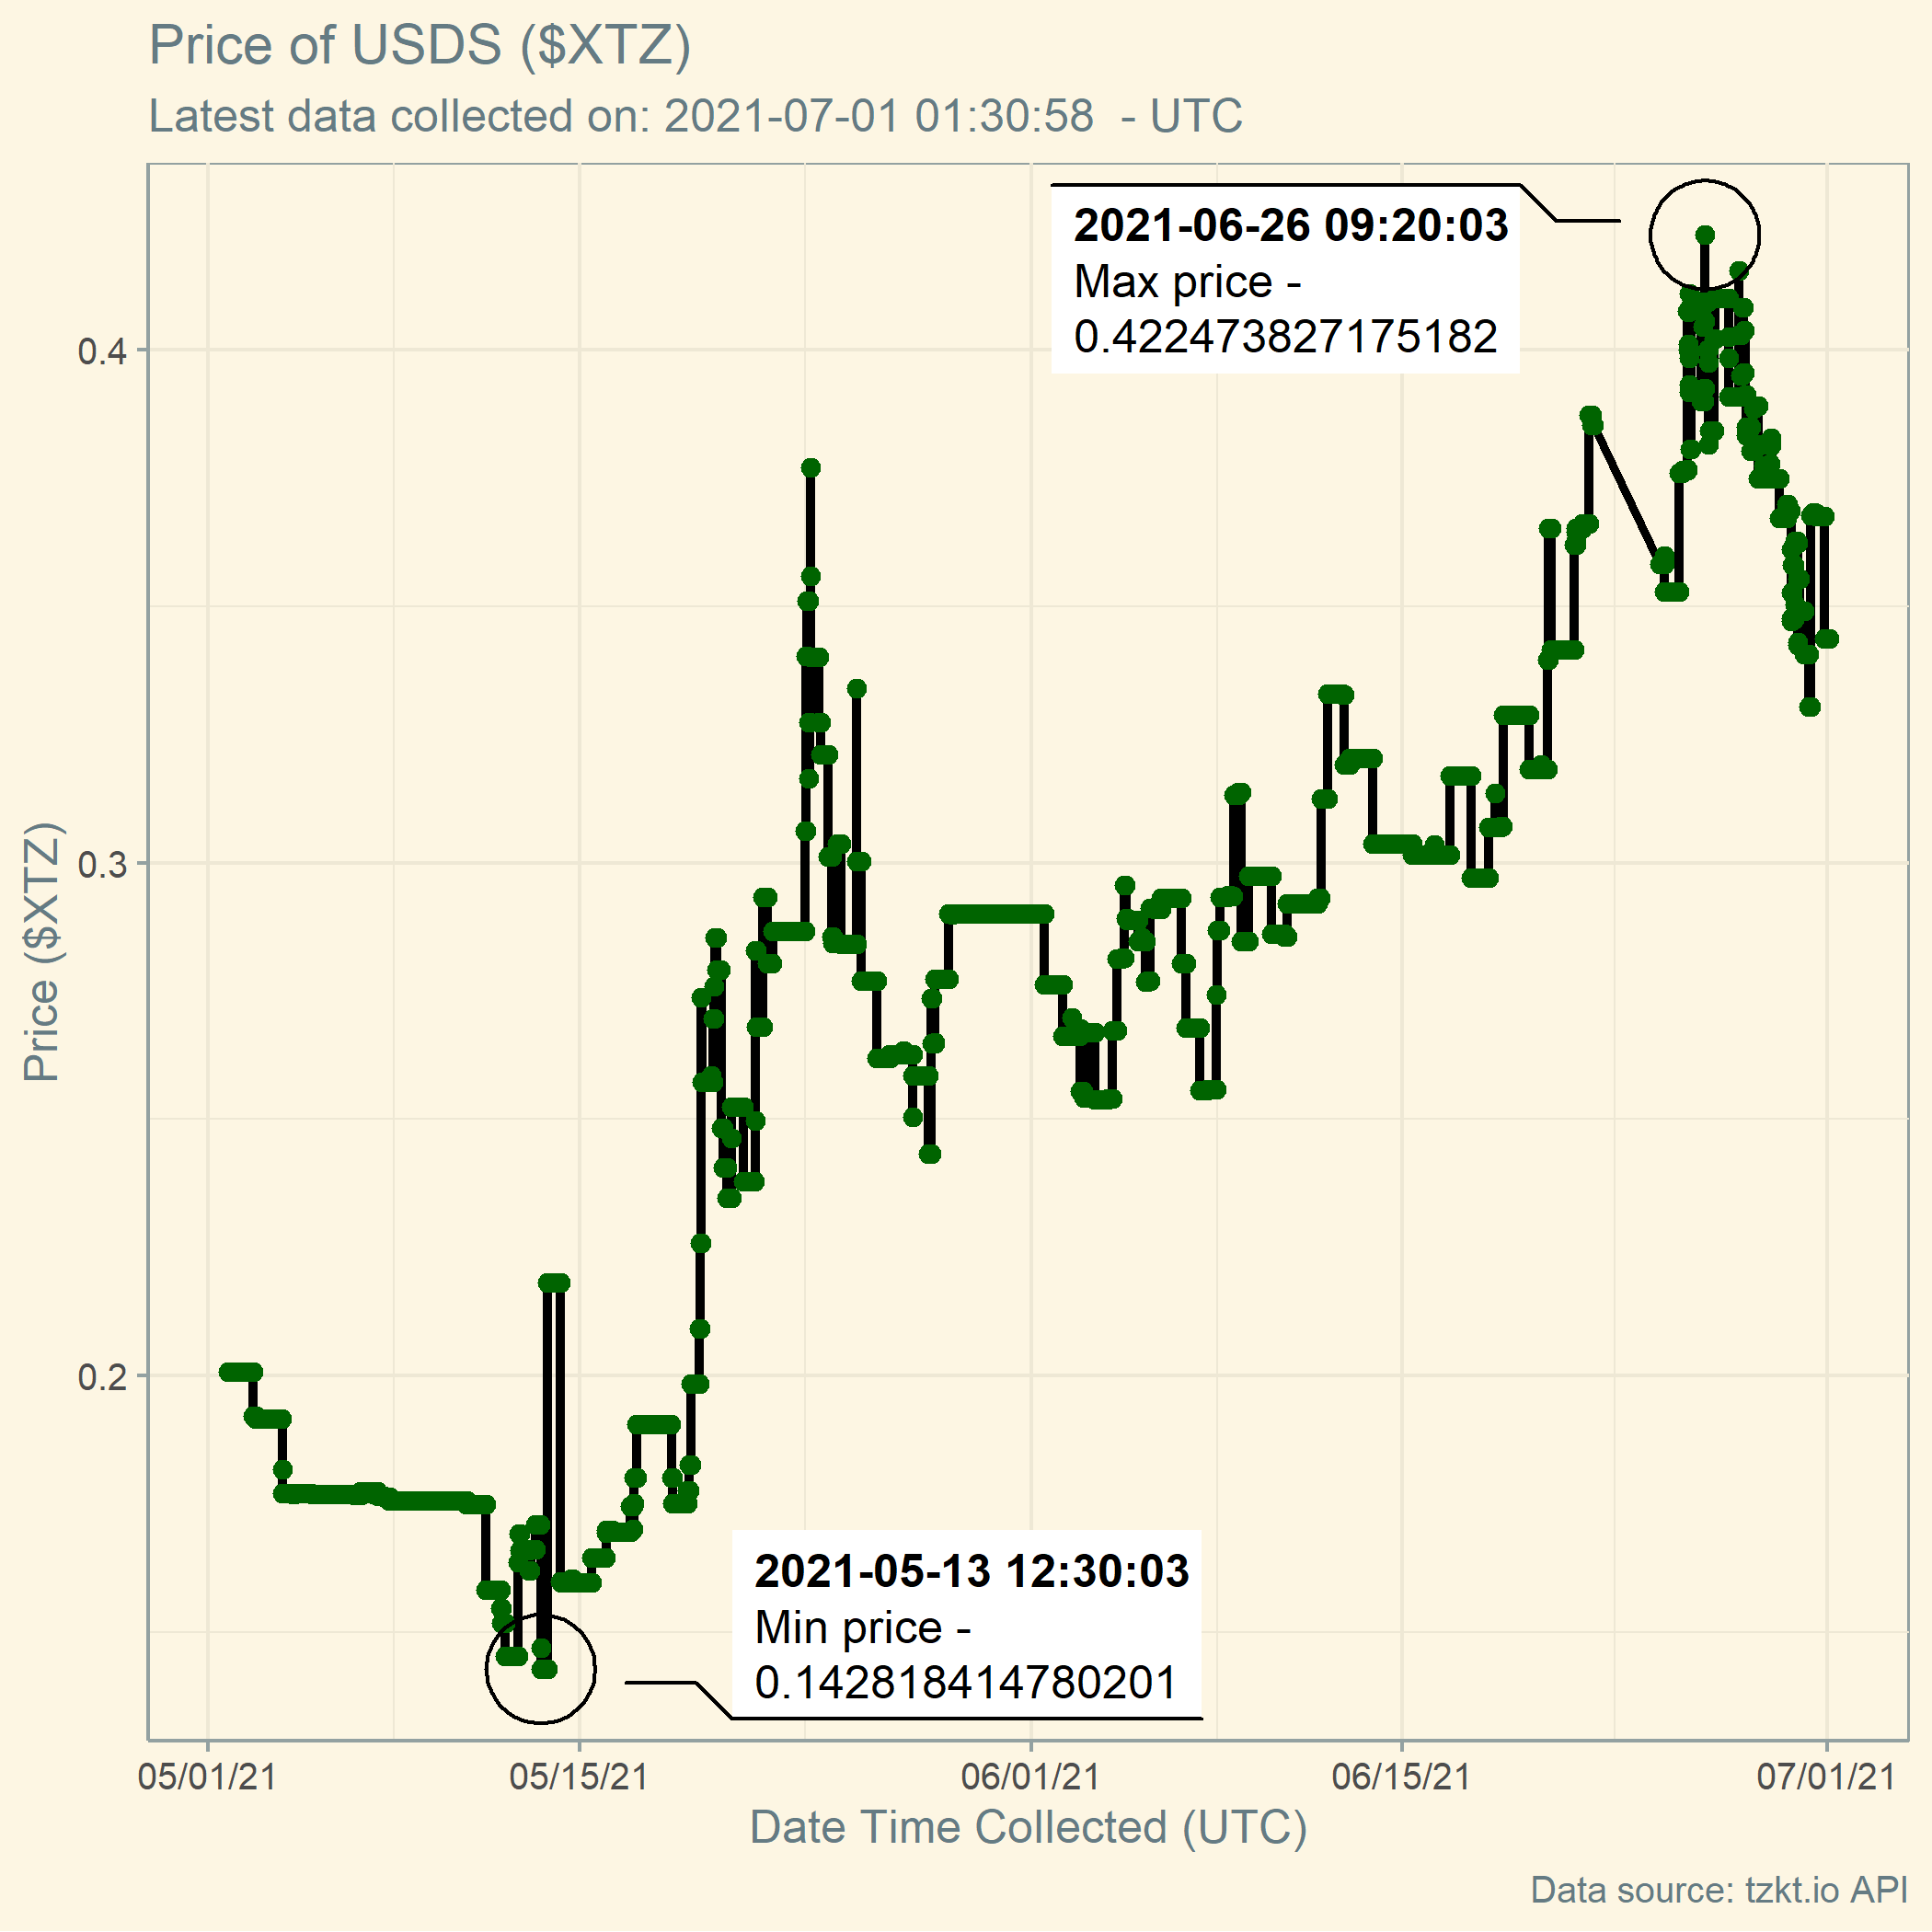 Price of USDS ($XTZ)
Latest data collected on: 2021-07-01 01:30:58  - UTC
2021-06-26 09:20:03
Max price -
0.422473827175182
0.4
0.3
0.2
Price ($XTZ)
2021-05-13 12:30:03
Min price -
0.142818414780201
05/01/21
05/15/21
06/01/21
06/15/21
07/01/21
Date Time Collected (UTC)
Data source: tzkt.io API